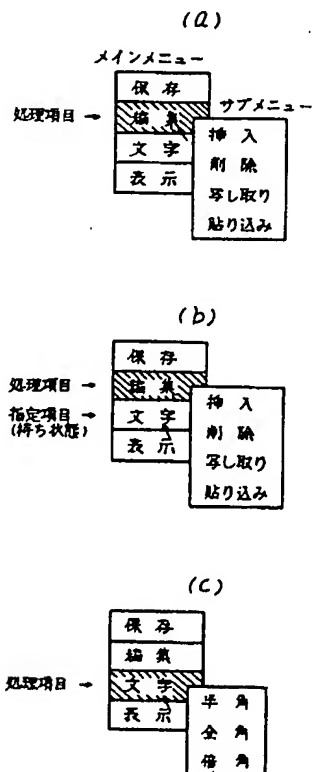 (a)
メインメニュー
保存
サブメニュー
処理項目 → 編集
挿入
文字
削除
表示
写し取り
貼り込み
(b)
保存
処理項目 → 編集
挿入
指定項目 → 文字
(待ち状態)
削除
表示
写し取り
貼り込み
(c)
保存
編集
処理項目 → 文字
半角
表示
全角
倍角